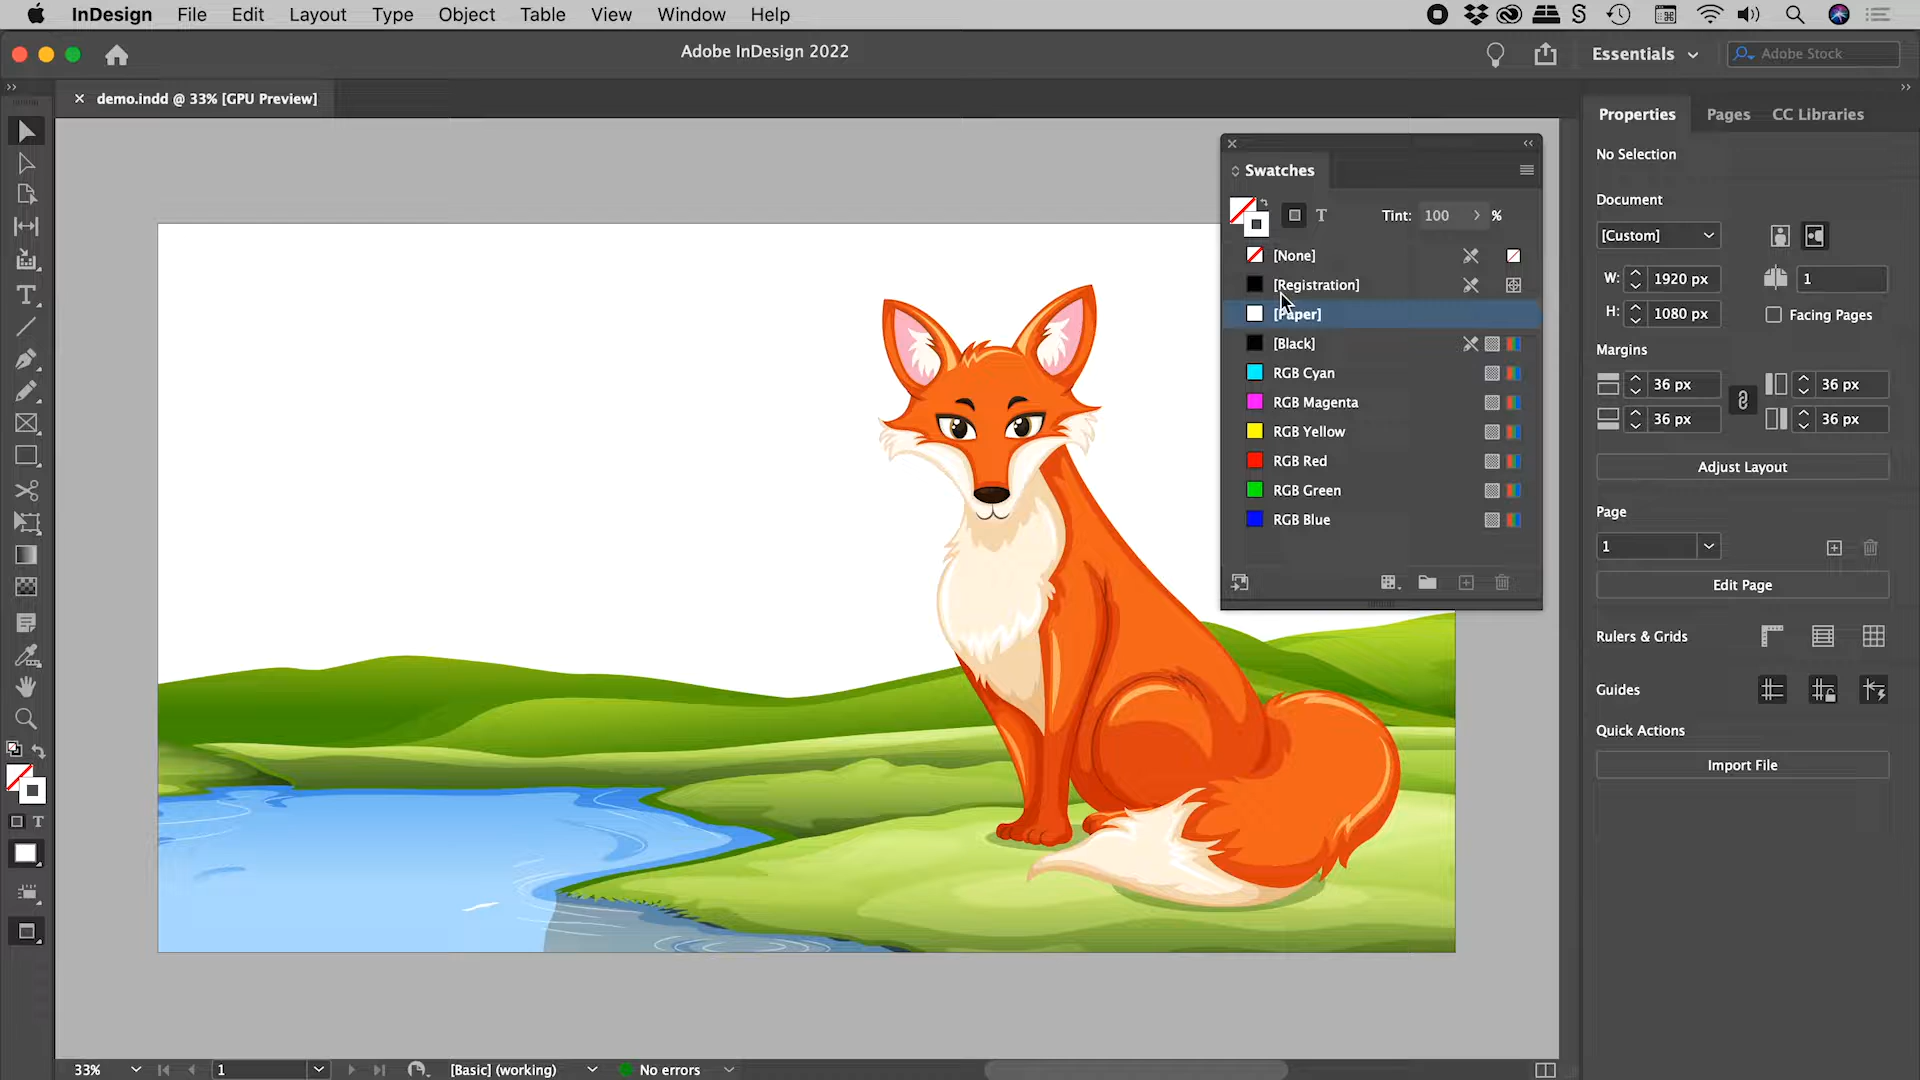 InDesign File Edit Layout Type Object Table View Window Help
Adobe InDesign 2022
Essentials
Adobe Stock
demo.indd @ 33% [GPU Preview]
Swatches
Tint: 100 %
[None]
[Registration]
[Paper]
[Black]
RGB Cyan
RGB Magenta
RGB Yellow
RGB Red
RGB Green
RGB Blue
Properties Pages CC Libraries
No Selection
Document
[Custom]
W: 1920 px 1
H: 1080 px Facing Pages
Margins
36 px 36 px
36 px 36 px
Adjust Layout
Page
1
Edit Page
Rulers & Grids
Guides
Quick Actions
Import File
33% 1 [Basic] (working) No errors